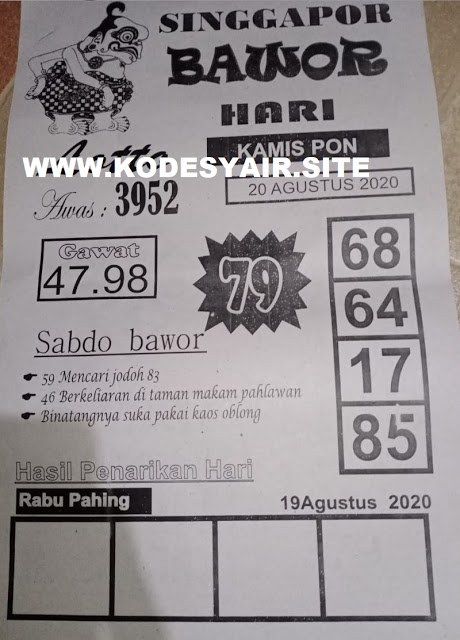 SINGGAPOR
BAWOR
HARI
Lotto
KAMIS PON
WWW.KODESYAIR.SITE
20 AGUSTUS 2020
Awas : 3952
Gawat
47.98
79
68
64
17
85
Sabdo bawor
59 Mencari jodoh 83
46 Berkeliaran di taman makam pahlawan
Binatangnya suka pakai kaos oblong
Hasil Penarikan Hari
Rabu Pahing
19Agustus 2020